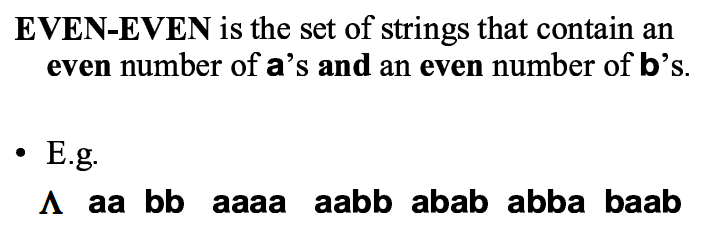 EVEN-EVEN is the set of strings that contain an
even number of a's and an even number of b's.
• E.g.
Λ aa bb aaaa aabb abab abba baab